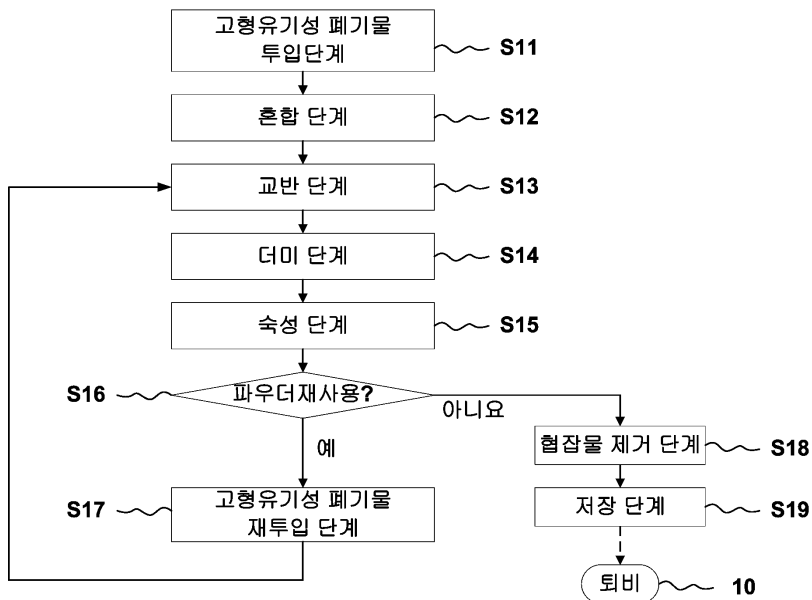 고형유기성 폐기물
투입단계
S11
혼합 단계
S12
교반 단계
S13
더미 단계
S14
숙성 단계
S15
S16
파우더재사용?
아니요
예
협잡물 제거 단계
S18
S17
고형유기성 폐기물
재투입 단계
저장 단계
S19
퇴비
10